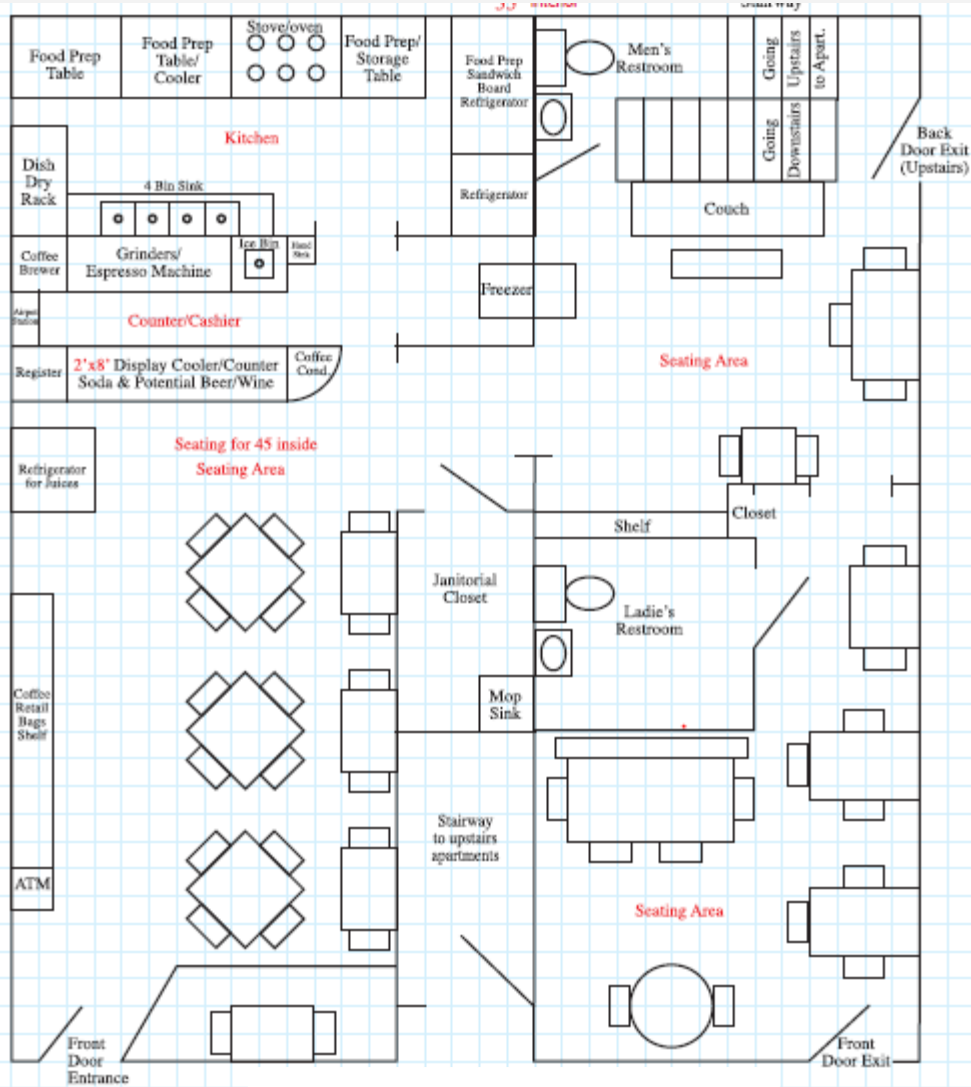 Stairway
Food Prep
Table
Food Prep
Table/
Cooler
Stove/oven
Food Prep/
Storage
Table
Food Prep
Sandwich
Board
Refrigerator
Men's
Restroom
Going
Upstairs
to Apart.
Kitchen
Going
Downstairs
Back
Door Exit
(Upstairs)
Dish
Dry
Rack
4 Bin Sink
Refrigerator
Couch
Coffee
Brewer
Grinders/
Espresso Machine
Ice Bin
Hand
Sink
Freezer
Counter/Cashier
Seating Area
Register
2'x8' Display Cooler/Counter
Soda & Potential Beer/Wine
Coffee
Cond.
Seating for 45 inside
Seating Area
Refrigerator
for Juices
Closet
Shelf
Janitorial
Closet
Ladie's
Restroom
Coffee
Retail
Bags
Shelf
Mop
Sink
Stairway
to upstairs
apartments
ATM
Seating Area
Front
Door
Entrance
Front
Door Exit